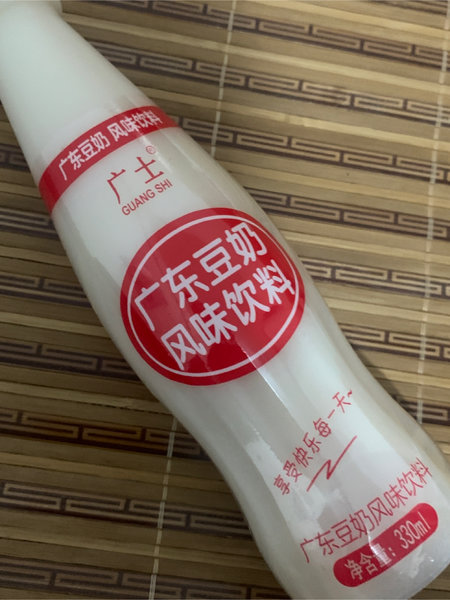 广东豆奶 风味饮料
广士®
GUANG SHI
广东豆奶
风味饮料
享受快乐每一天~
广东豆奶风味饮料
净含量：330ml